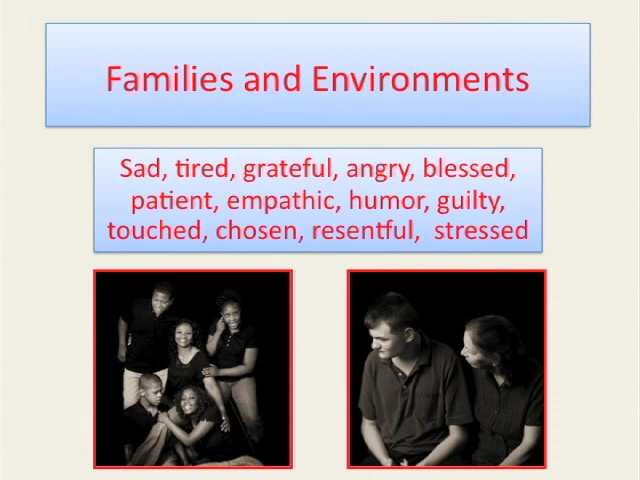 Families and Environments
Sad, tired, grateful, angry, blessed,
patient, empathic, humor, guilty,
touched, chosen, resentful,  stressed